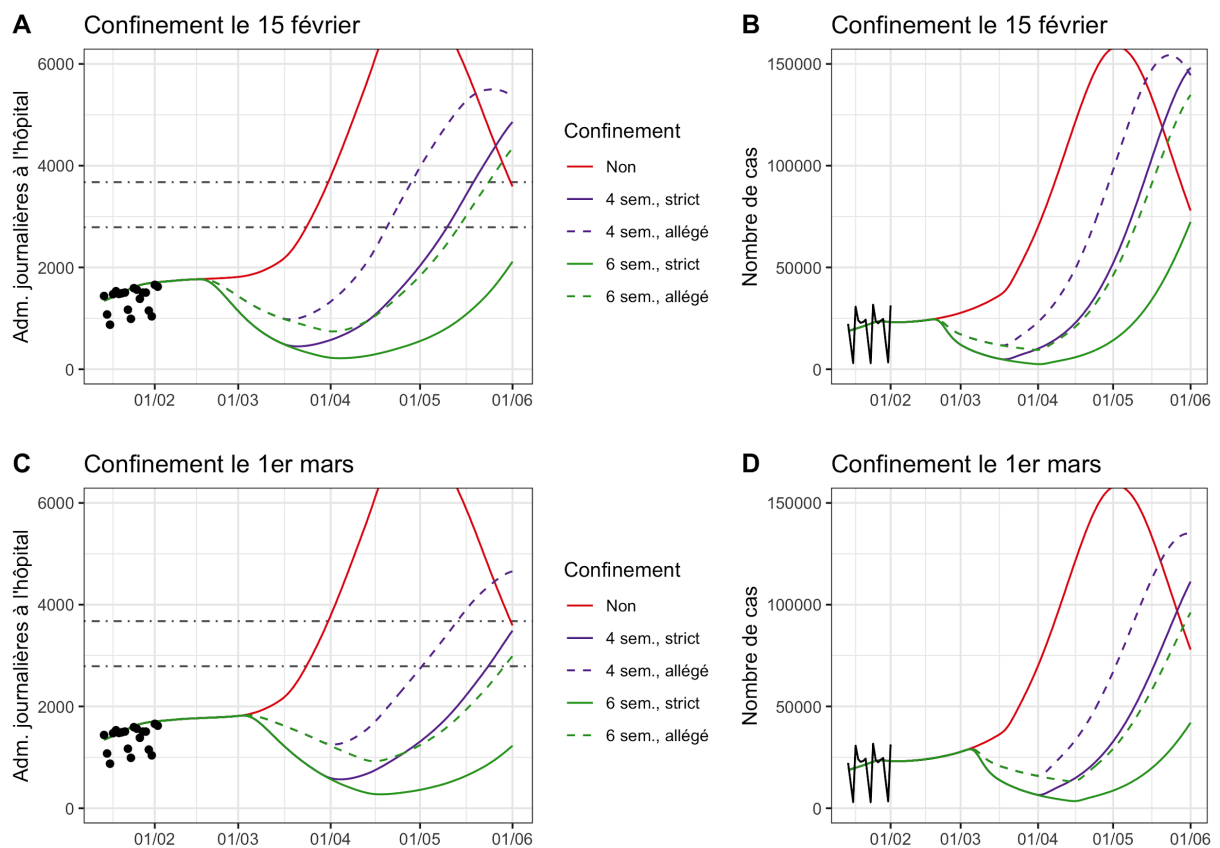 A Confinement le 15 février
6000
4000
2000
0
Adm. journalières à l'hôpital
01/02 01/03 01/04 01/05 01/06
Confinement
Non
4 sem., strict
4 sem., allégé
6 sem., strict
6 sem., allégé
B Confinement le 15 février
150000
100000
50000
0
Nombre de cas
01/02 01/03 01/04 01/05 01/06
C Confinement le 1er mars
6000
4000
2000
0
Adm. journalières à l'hôpital
01/02 01/03 01/04 01/05 01/06
Confinement
Non
4 sem., strict
4 sem., allégé
6 sem., strict
6 sem., allégé
D Confinement le 1er mars
150000
100000
50000
0
Nombre de cas
01/02 01/03 01/04 01/05 01/06